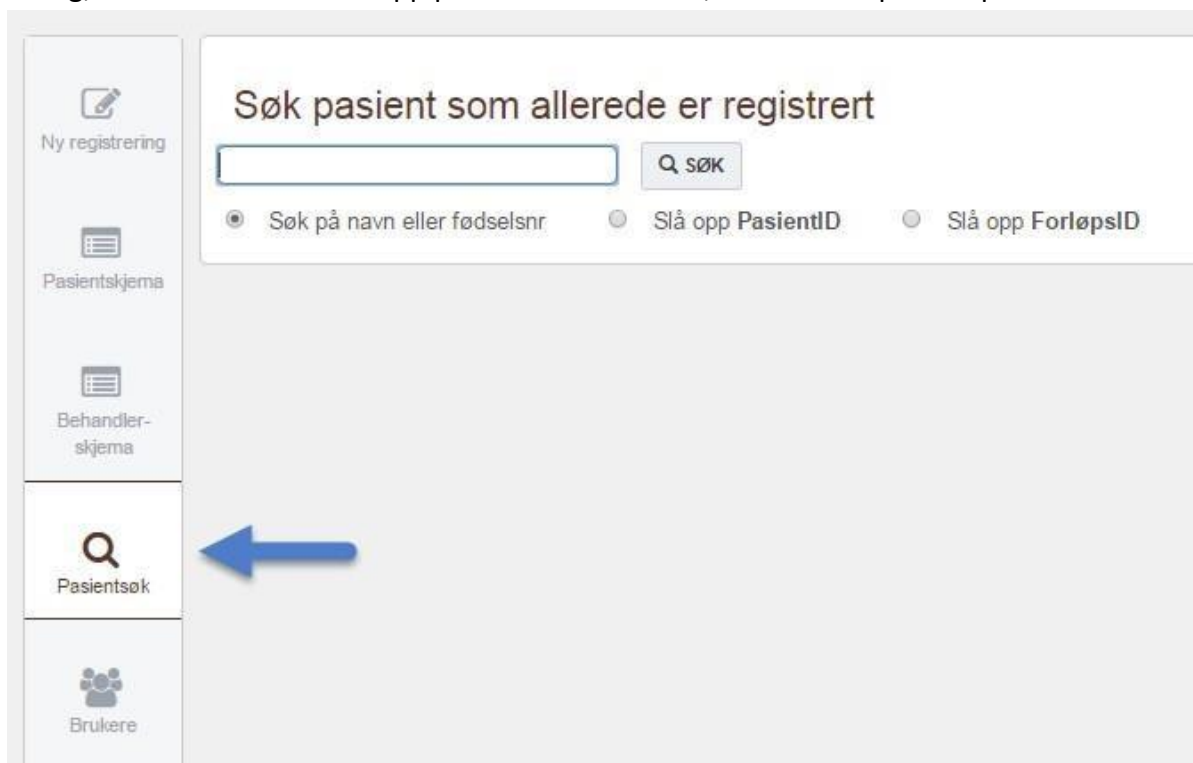 Ny registrering
Pasientskjema
Behandler-
skjema
Pasientsøk
Brukere
Søk pasient som allerede er registrert
SØK
Søk på navn eller fødselsnr Slå opp PasientID Slå opp ForløpsID